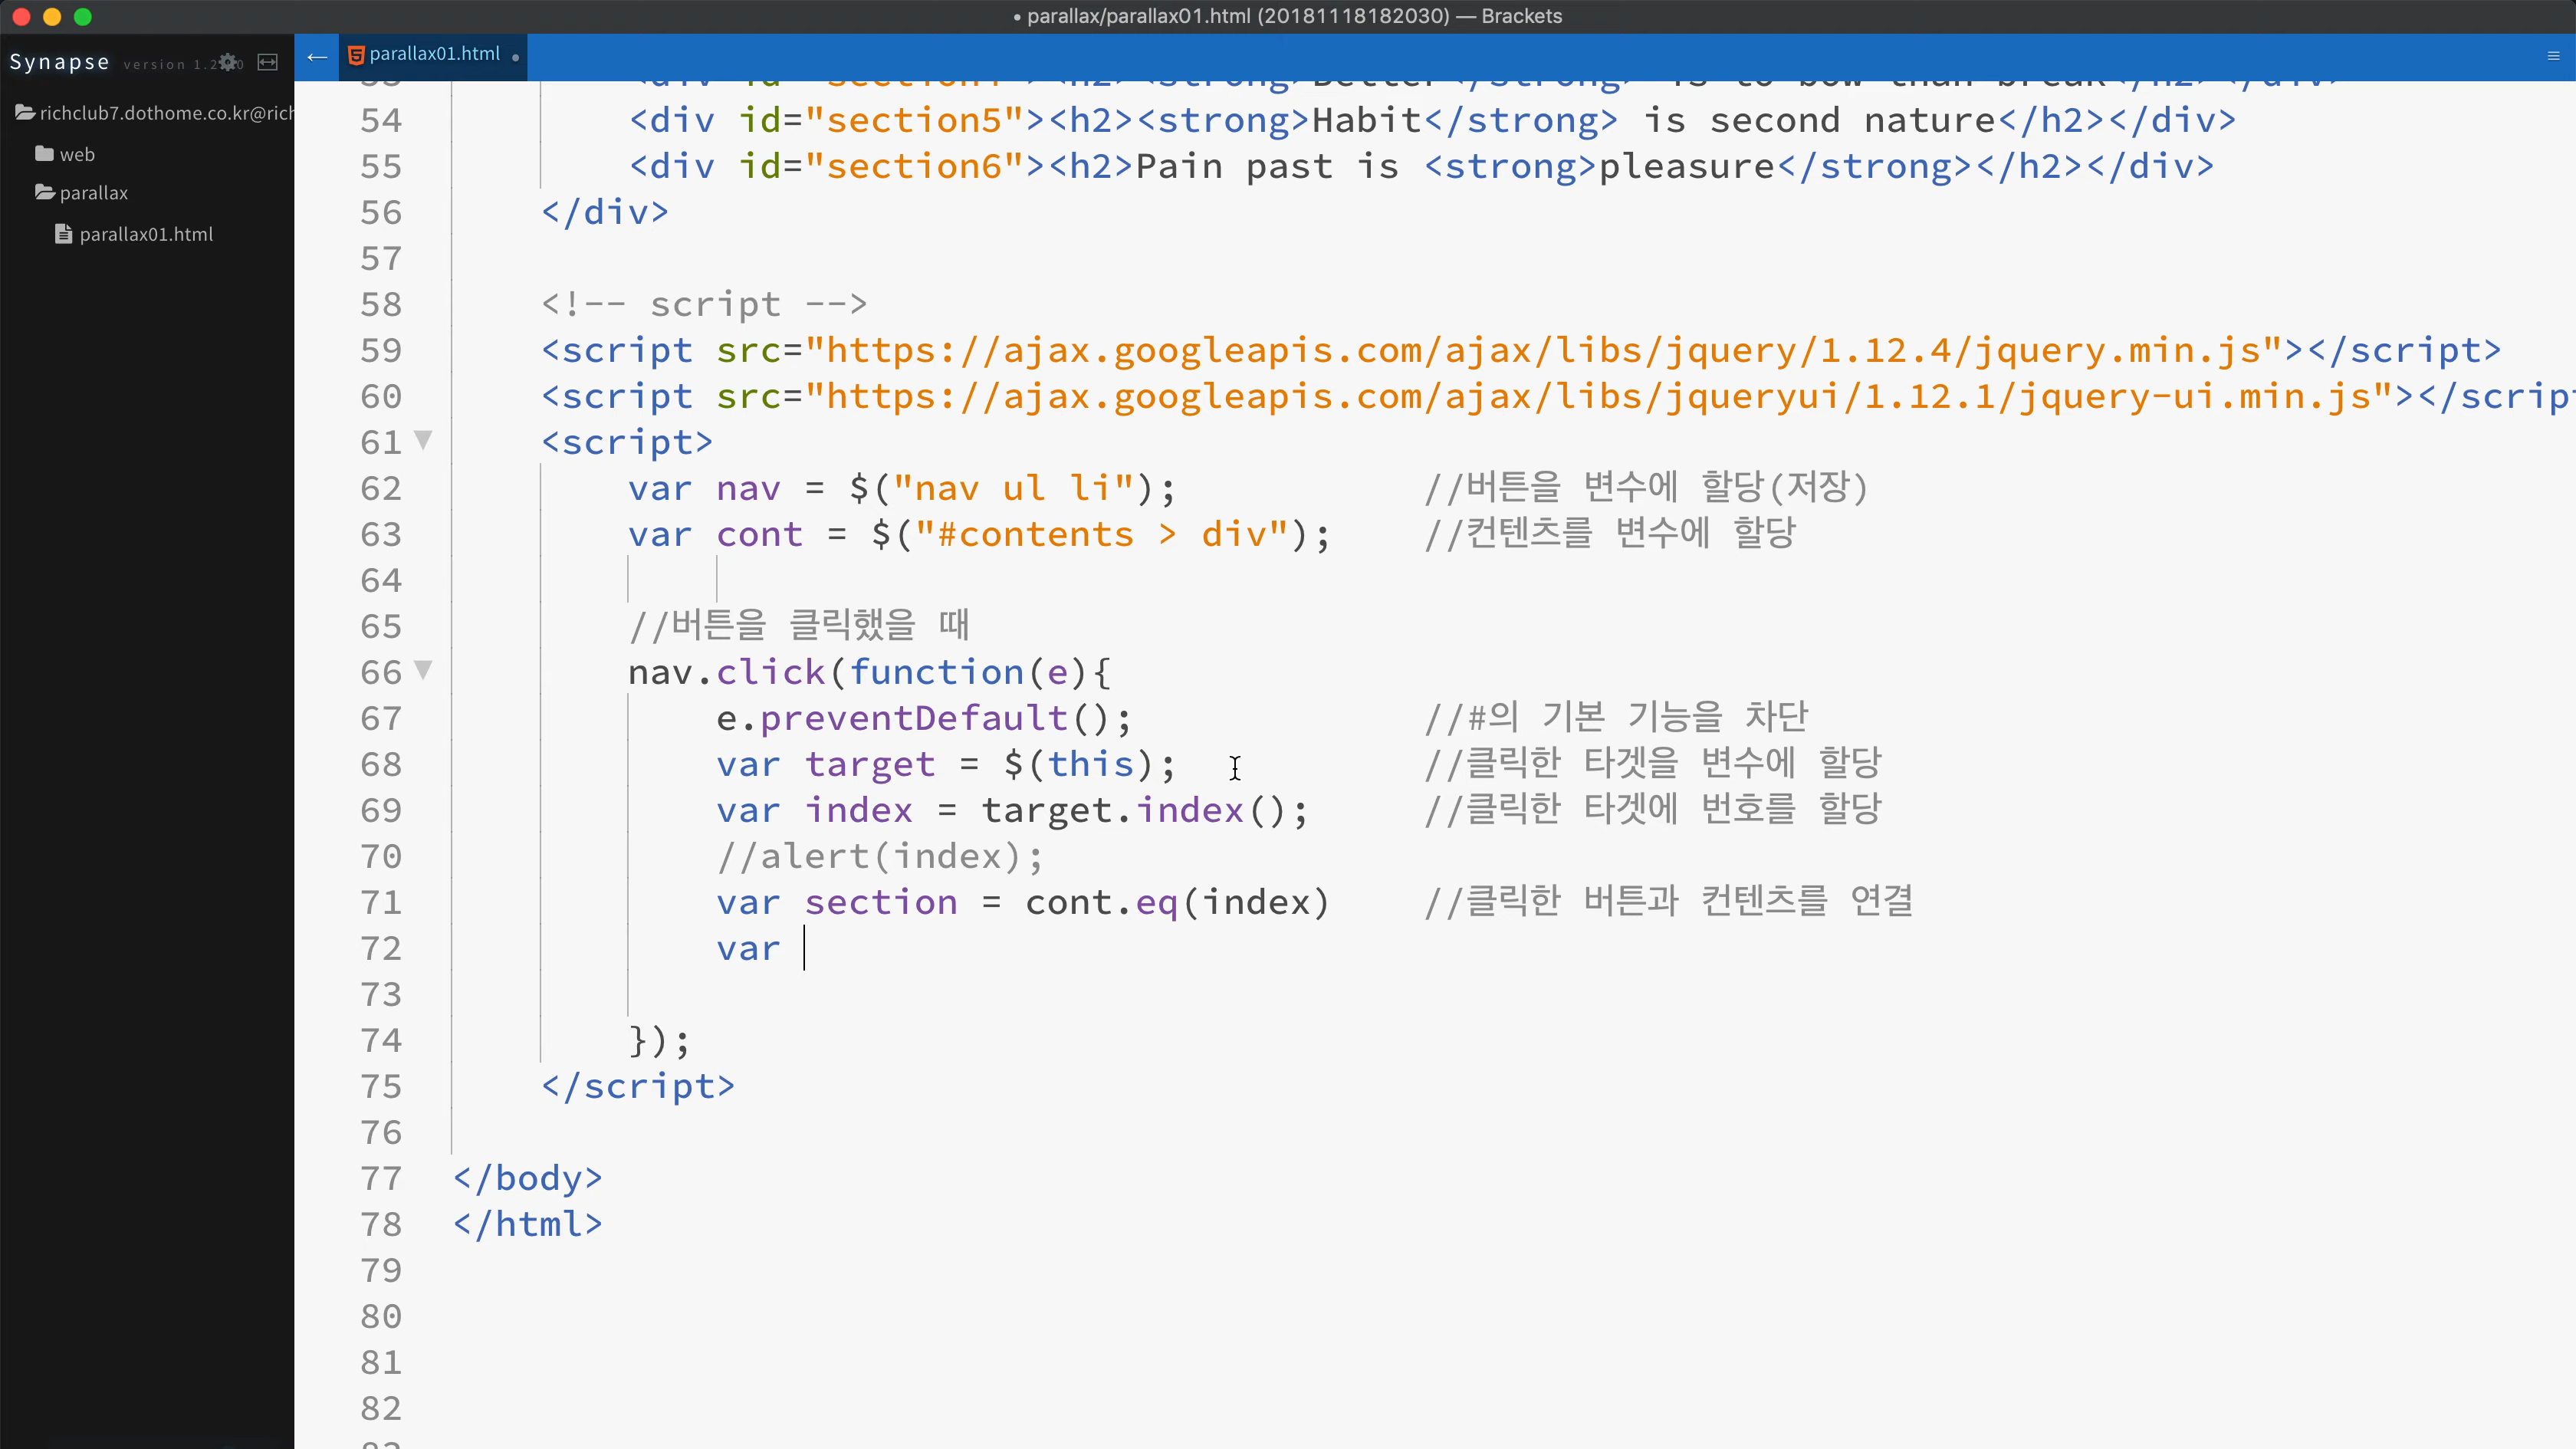 • parallax/parallax01.html (20181118182030) — Brackets
Synapse version 1.2
richclub7.dothome.co.kr@rich
web
parallax
parallax01.html
← parallax01.html •
54 <div id="section5"><h2><strong>Habit</strong> is second nature</h2></div>
55 <div id="section6"><h2>Pain past is <strong>pleasure</strong></h2></div>
56 </div>
57
58 <!-- script -->
59 <script src="https://ajax.googleapis.com/ajax/libs/jquery/1.12.4/jquery.min.js"></script>
60 <script src="https://ajax.googleapis.com/ajax/libs/jqueryui/1.12.1/jquery-ui.min.js"></scrip
61 <script>
62 var nav = $("nav ul li"); //버튼을 변수에 할당(저장)
63 var cont = $("#contents > div"); //컨텐츠를 변수에 할당
64
65 //버튼을 클릭했을 때
66 nav.click(function(e){
67 e.preventDefault(); //#의 기본 기능을 차단
68 var target = $(this); //클릭한 타겟을 변수에 할당
69 var index = target.index(); //클릭한 타겟에 번호를 할당
70 //alert(index);
71 var section = cont.eq(index) //클릭한 버튼과 컨텐츠를 연결
72 var
73
74 });
75 </script>
76
77 </body>
78 </html>
79
80
81
82